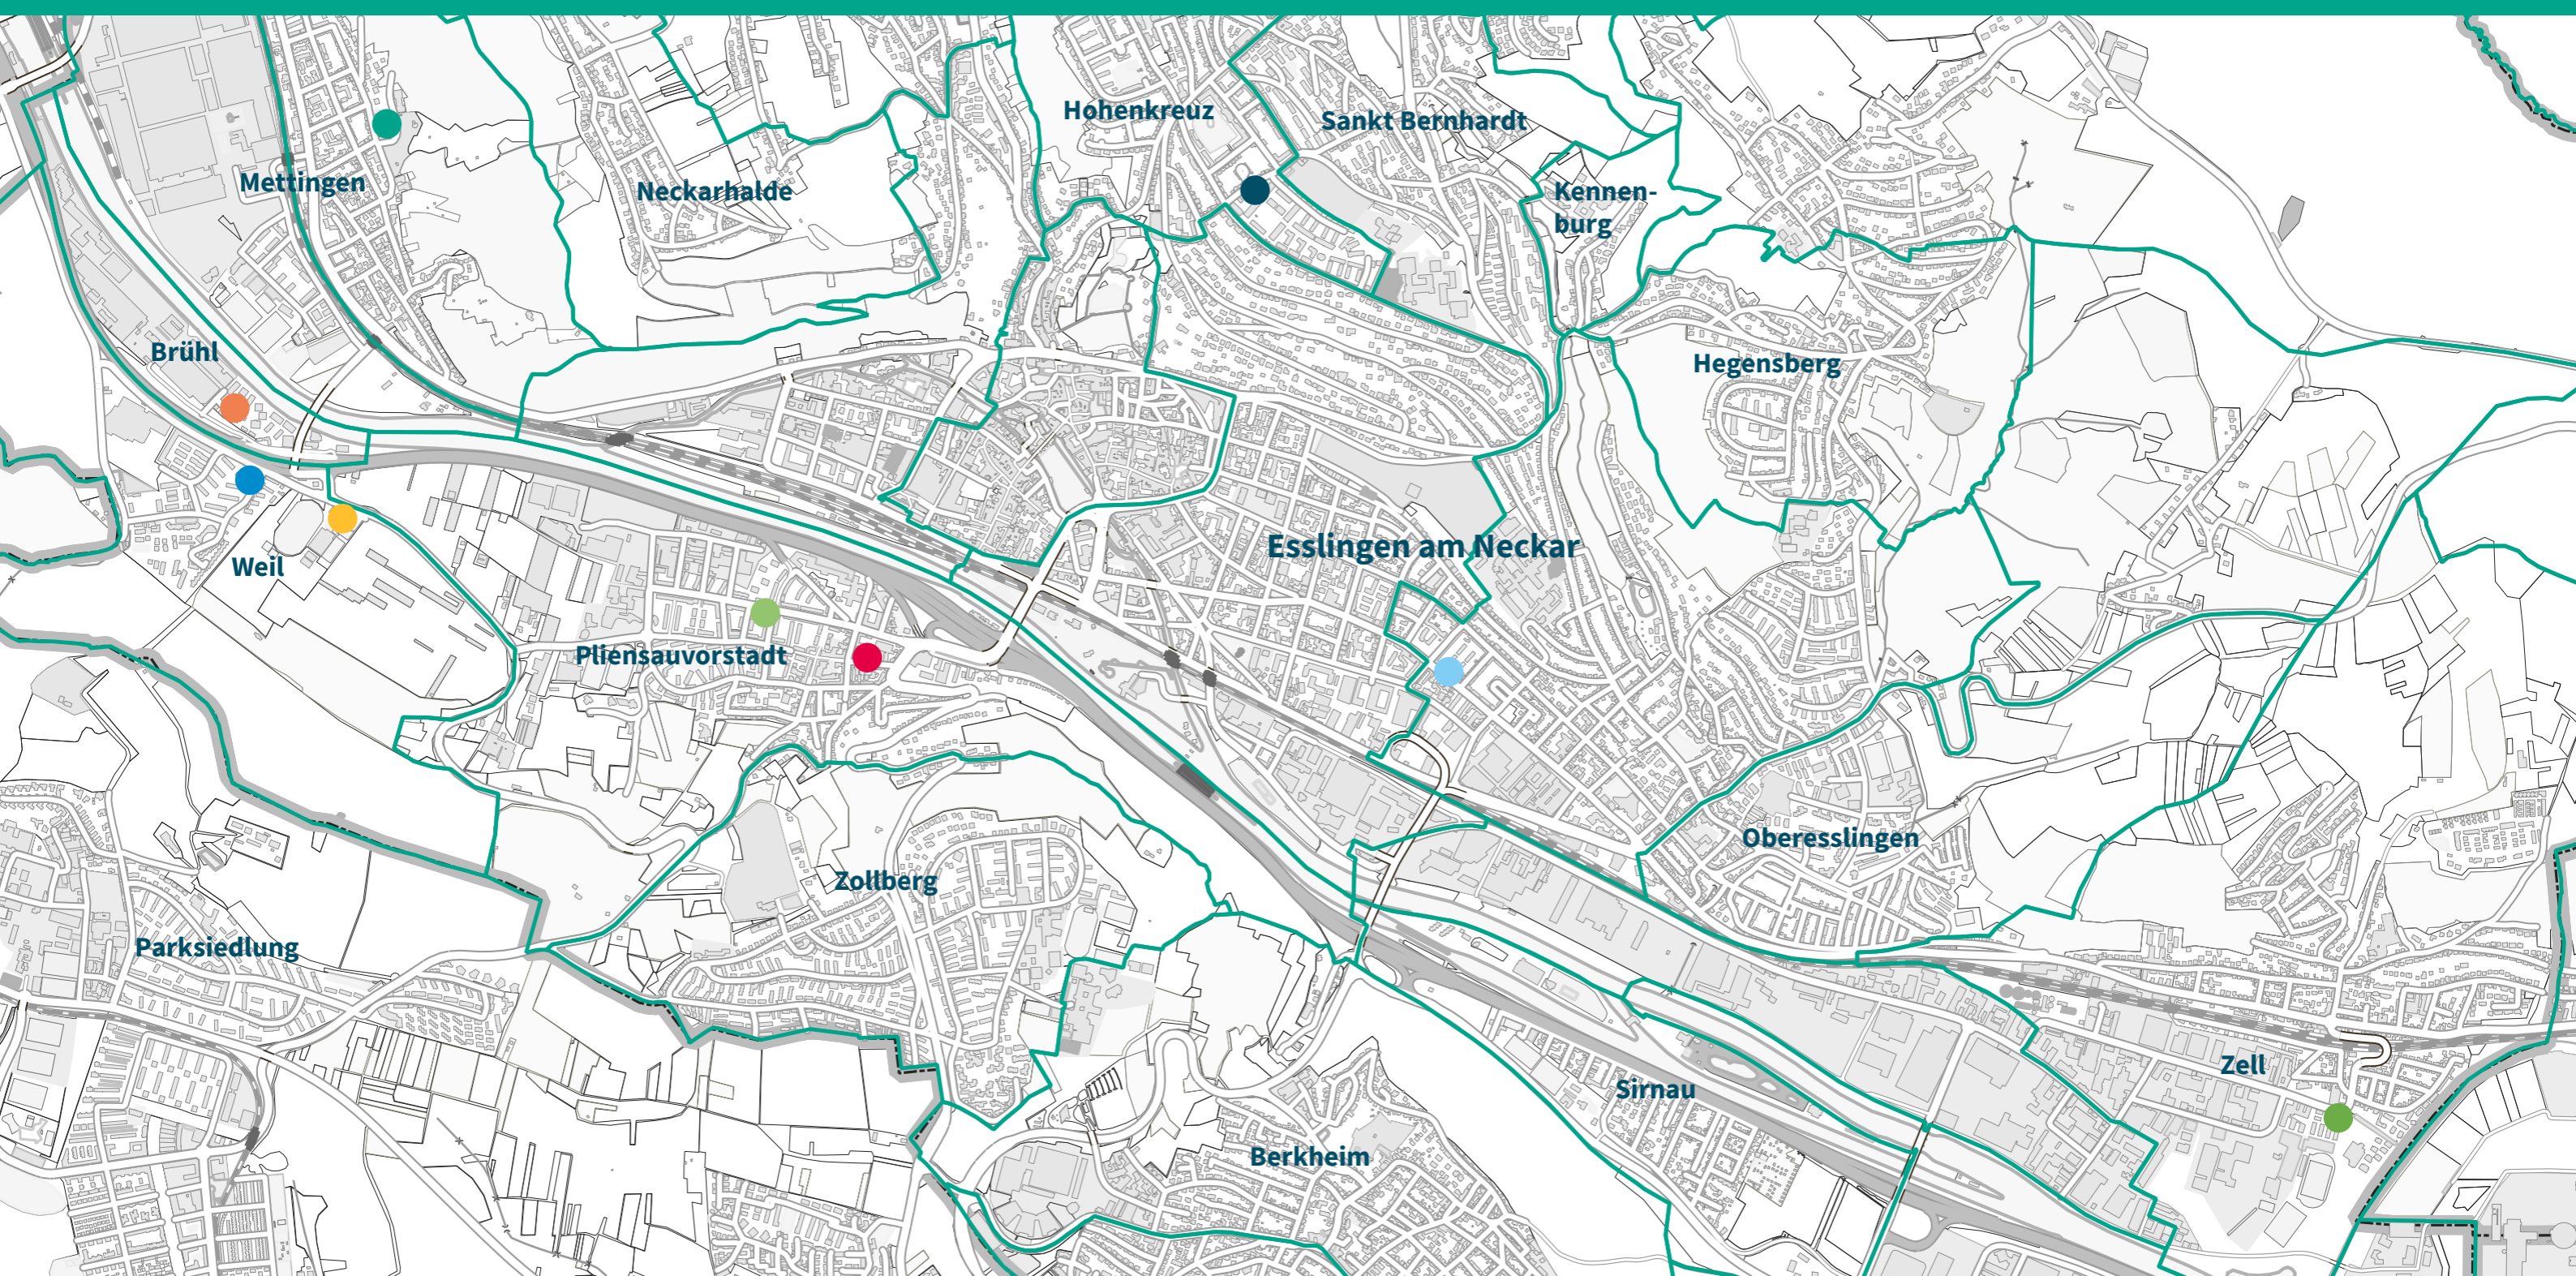 Hohenkreuz
Sankt Bernhardt
Mettingen
Neckarhalde
Kennen-
burg
Brühl
Hegensberg
Esslingen am Neckar
Weil
Pliensauvorstadt
Oberesslingen
Zollberg
Parksiedlung
Zell
Sirnau
Berkheim